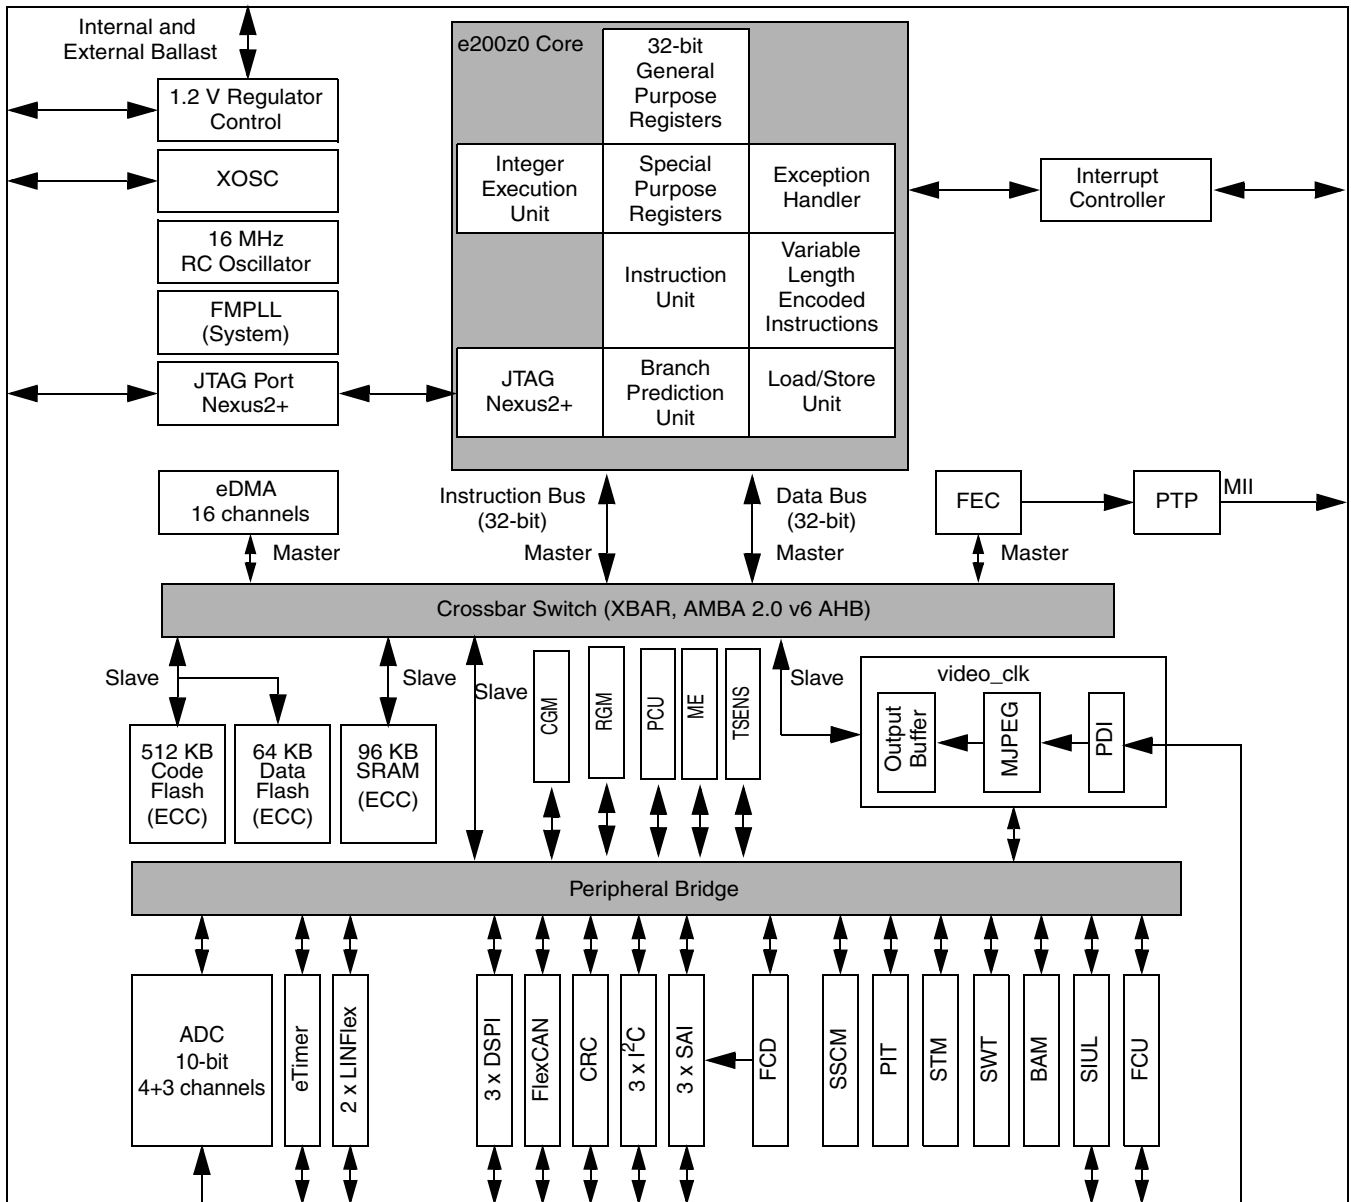 Internal and
External Ballast
1.2 V Regulator
Control
XOSC
16 MHz
RC Oscillator
FMPLL
(System)
JTAG Port
Nexus2+
e200z0 Core
32-bit
General
Purpose
Registers
Integer
Execution
Unit
Special
Purpose
Registers
Exception
Handler
Instruction
Unit
Variable
Length
Encoded
Instructions
JTAG
Nexus2+
Branch
Prediction
Unit
Load/Store
Unit
Interrupt
Controller
eDMA
16 channels
Master
Instruction Bus
(32-bit)
Master
Data Bus
(32-bit)
Master
FEC
Master
PTP
MII
Crossbar Switch (XBAR, AMBA 2.0 v6 AHB)
Slave
Slave
Slave
Slave
512 KB
Code
Flash
(ECC)
64 KB
Data
Flash
(ECC)
96 KB
SRAM
(ECC)
CGM
RGM
PCU
ME
TSENS
video_clk
Output
Buffer
MJPEG
PDI
Peripheral Bridge
ADC
10-bit
4+3 channels
eTimer
2 x LINFlex
3 x DSPI
FlexCAN
CRC
3 x I²C
3 x SAI
FCD
SSCM
PIT
STM
SWT
BAM
SIUL
FCU